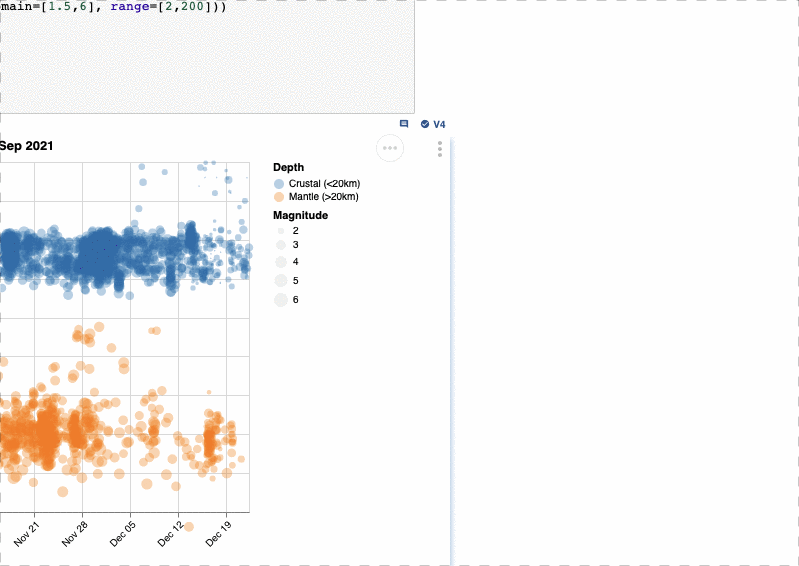 main=[1.5,6], range=[2,200]))
V4
Sep 2021
Depth
Crustal (<20km)
Mantle (>20km)
Magnitude
2
3
4
5
6
Nov 21
Nov 28
Dec 05
Dec 12
Dec 19